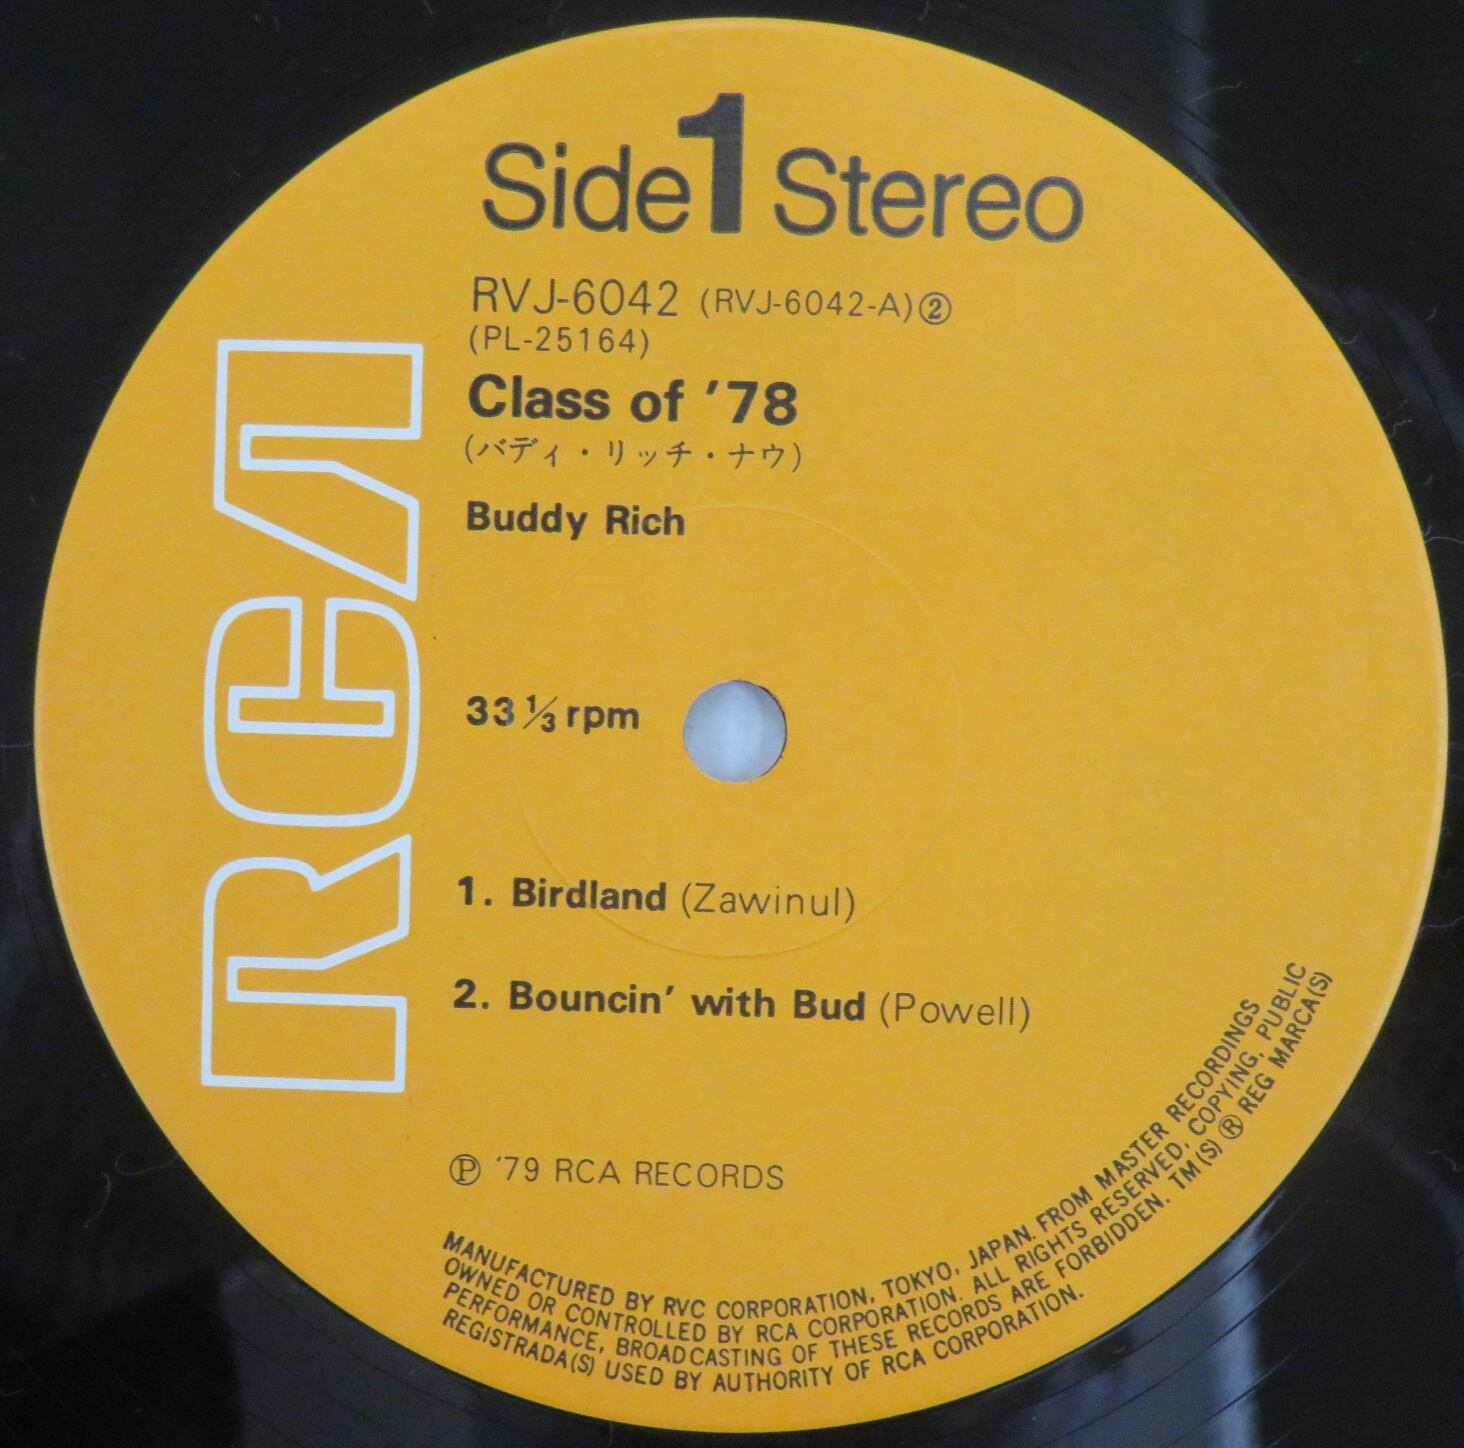 Side 1 Stereo
RVJ-6042 (RVJ-6042-A)②
(PL-25164)
Class of ’78
(バディ・リッチ・ナウ)
Buddy Rich
RCA
33 1/3 rpm
1. Birdland (Zawinul)
2. Bouncin’ with Bud (Powell)
℗ ’79 RCA RECORDS
MANUFACTURED BY RVC CORPORATION, TOKYO, JAPAN. FROM MASTER RECORDINGS
OWNED OR CONTROLLED BY RCA CORPORATION. ALL RIGHTS RESERVED, COPYING, PUBLIC
PERFORMANCE, BROADCASTING OF THESE RECORDS ARE FORBIDDEN. TM(S) ® REG MARCA(S)
REGISTRADA(S) USED BY AUTHORITY OF RCA CORPORATION.